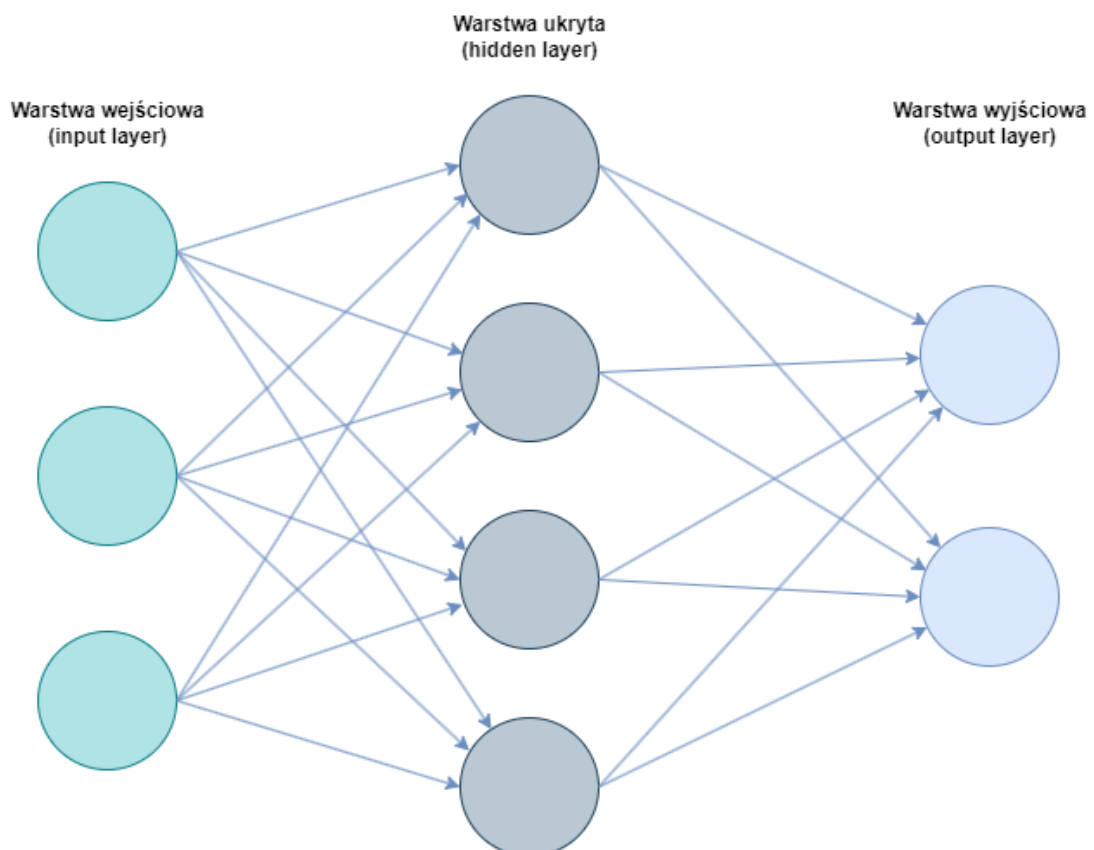 Warstwa ukryta
(hidden layer)
Warstwa wejściowa
(input layer)
Warstwa wyjściowa
(output layer)